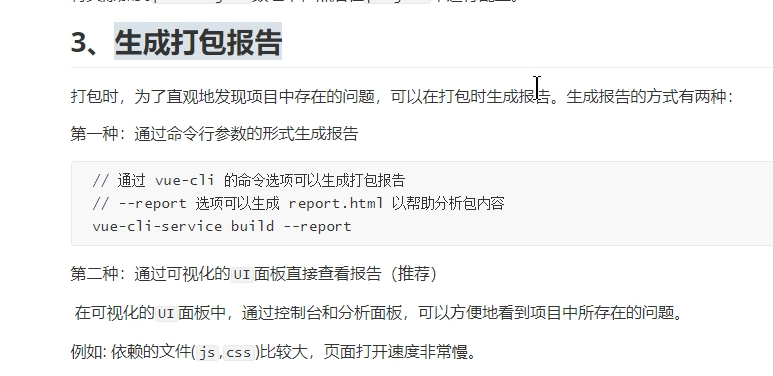 3、生成打包报告
打包时，为了直观地发现项目中存在的问题，可以在打包时生成报告。生成报告的方式有两种：
第一种：通过命令行参数的形式生成报告
// 通过 vue-cli 的命令选项可以生成打包报告
// --report 选项可以生成 report.html 以帮助分析包内容
vue-cli-service build --report
第二种：通过可视化的UI面板直接查看报告（推荐）
在可视化的UI面板中，通过控制台和分析面板，可以方便地看到项目中所存在的问题。
例如: 依赖的文件(js,css)比较大，页面打开速度非常慢。